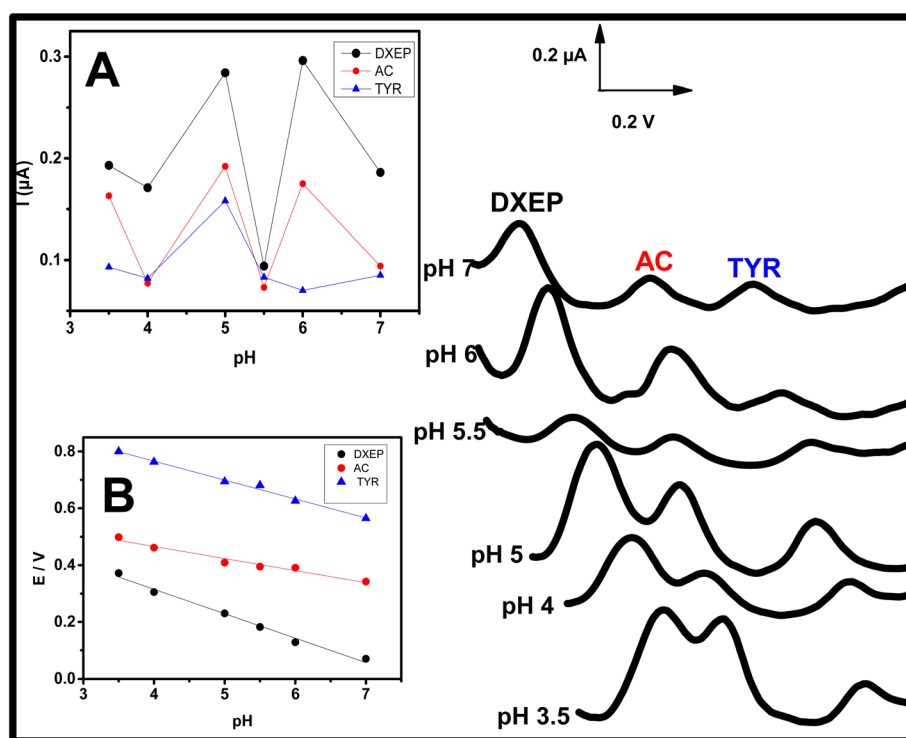 A
DXEP
AC
TYR
0.3
0.2
0.1
I (µA)
3 4 5 6 7
pH
B
DXEP
AC
TYR
0.8
0.6
0.4
0.2
0.0
E / V
3 4 5 6 7
pH
0.2 µA
0.2 V
DXEP
AC
TYR
pH 7
pH 6
pH 5.5
pH 5
pH 4
pH 3.5